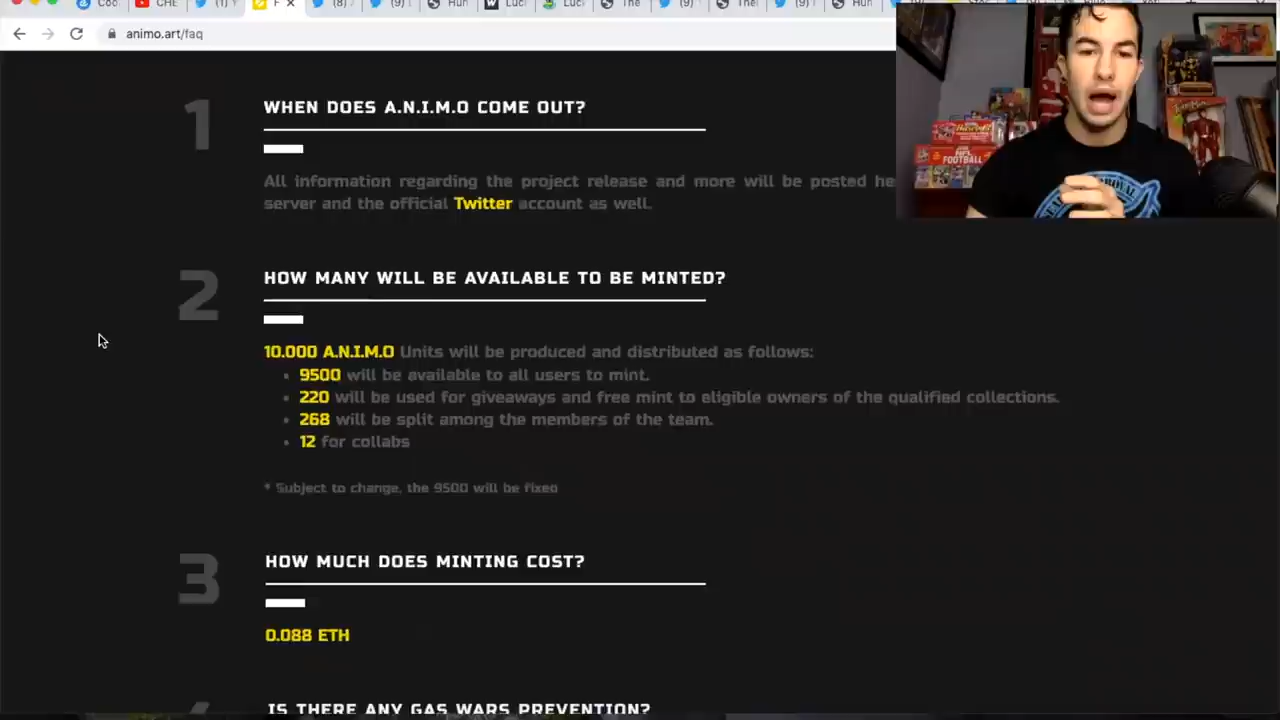 animo.art/faq
1
WHEN DOES A.N.I.M.O COME OUT?
All information regarding the project release and more will be posted
server and the official Twitter account as well.
2
HOW MANY WILL BE AVAILABLE TO BE MINTED?
10.000 A.N.I.M.O Units will be produced and distributed as follows:
9500 will be available to all users to mint.
220 will be used for giveaways and free mint to eligible owners of the qualified collections.
268 will be split among the members of the team.
12 for collabs
* Subject to change, the 9500 will be fixed
3
HOW MUCH DOES MINTING COST?
0.088 ETH
IS THERE ANY GAS WARS PREVENTION?
NFL
FOOTBALL